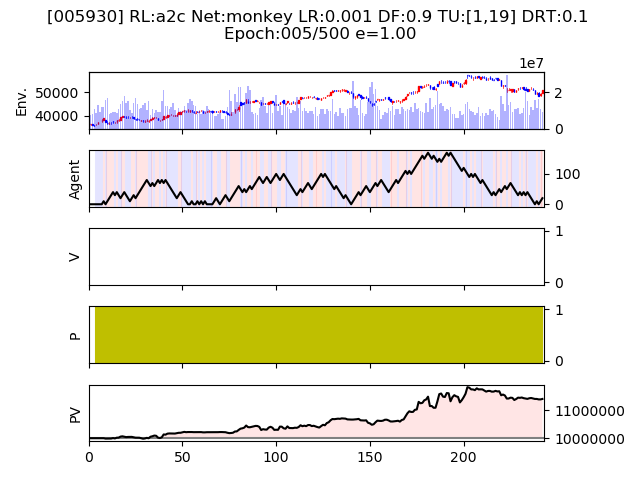 [005930] RL:a2c Net:monkey LR:0.001 DF:0.9 TU:[1,19] DRT:0.1
Epoch:005/500 e=1.00
1e7
Env.
50000
40000
2
0
Agent
100
0
V
1
0
P
1
0
PV
11000000
10000000
0 50 100 150 200